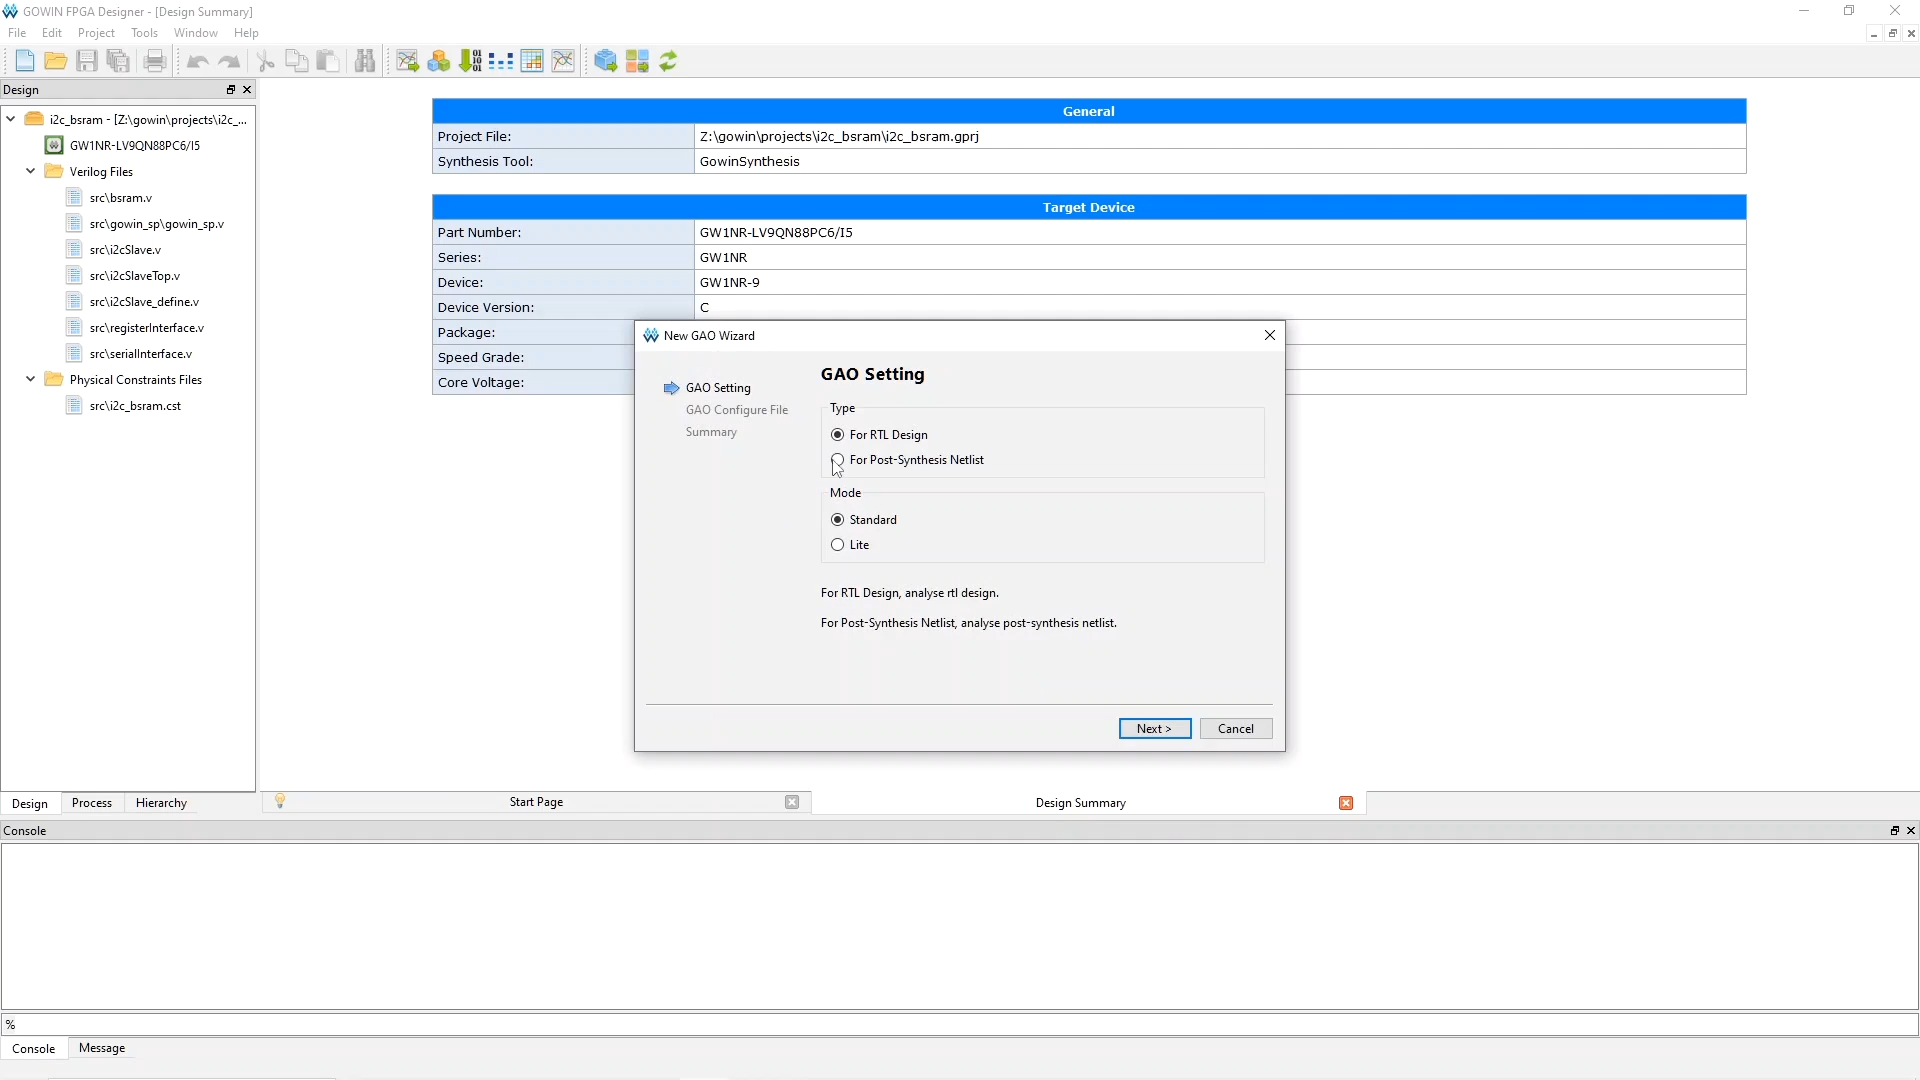 GOWIN FPGA Designer - [Design Summary]
File Edit Project Tools Window Help
Design
i2c_bsram - [Z:\gowin\projects\i2c_...
GW1NR-LV9QN88PC6/I5
Verilog Files
src\bsram.v
src\gowin_sp\gowin_sp.v
src\i2cSlave.v
src\i2cSlaveTop.v
src\i2cSlave_define.v
src\registerInterface.v
src\serialInterface.v
Physical Constraints Files
src\i2c_bsram.cst
General
Project File: Z:\gowin\projects\i2c_bsram\i2c_bsram.gprj
Synthesis Tool: GowinSynthesis
Target Device
Part Number: GW1NR-LV9QN88PC6/I5
Series: GW1NR
Device: GW1NR-9
Device Version: C
Package:
Speed Grade:
Core Voltage:
New GAO Wizard
GAO Setting
GAO Configure File
Summary
GAO Setting
Type
For RTL Design
For Post-Synthesis Netlist
Mode
Standard
Lite
For RTL Design, analyse rtl design.
For Post-Synthesis Netlist, analyse post-synthesis netlist.
Next > Cancel
Design Process Hierarchy
Start Page Design Summary
Console
%
Console Message